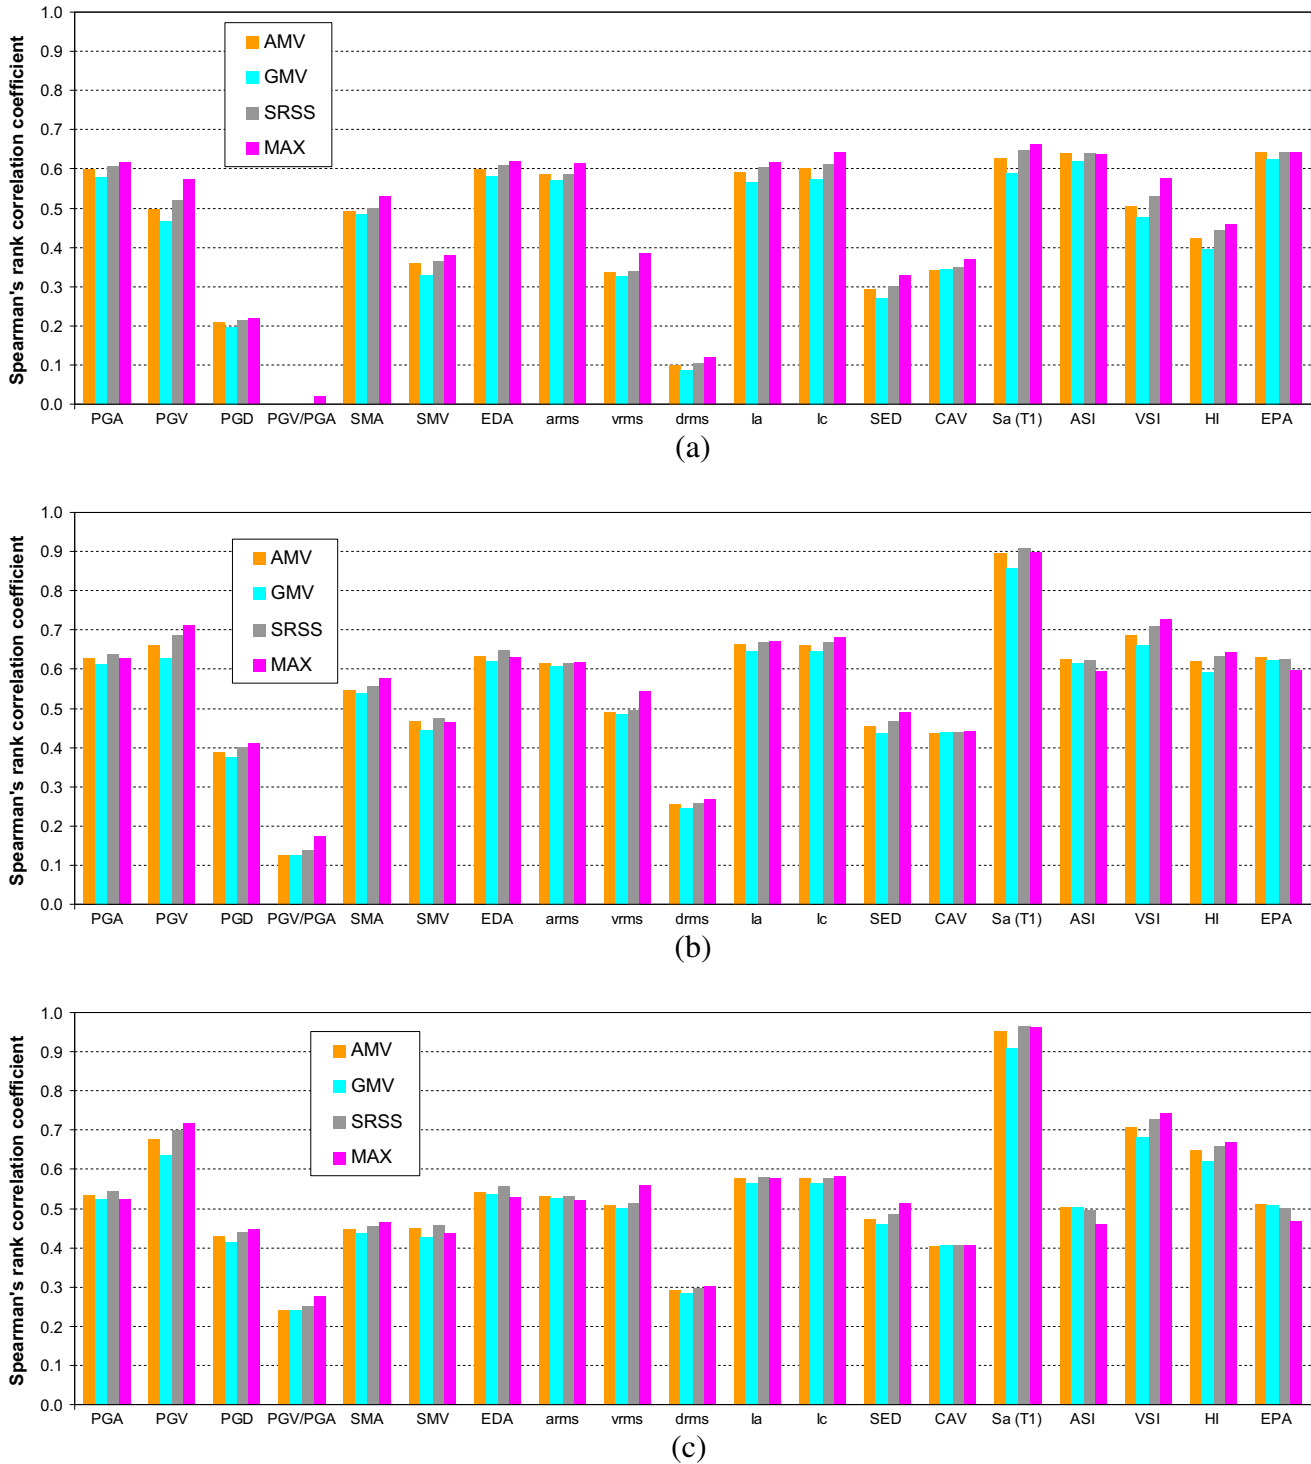 Spearman's rank correlation coefficient
1.0
0.9
0.8
0.7
0.6
0.5
0.4
0.3
0.2
0.1
0.0
AMV
GMV
SRSS
MAX
PGA PGV PGD PGV/PGA SMA SMV EDA arms vrms drms Ia Ic SED CAV Sa (T1) ASI VSI HI EPA
(a)
Spearman's rank correlation coefficient
1.0
0.9
0.8
0.7
0.6
0.5
0.4
0.3
0.2
0.1
0.0
AMV
GMV
SRSS
MAX
PGA PGV PGD PGV/PGA SMA SMV EDA arms vrms drms Ia Ic SED CAV Sa (T1) ASI VSI HI EPA
(b)
Spearman's rank correlation coefficient
1.0
0.9
0.8
0.7
0.6
0.5
0.4
0.3
0.2
0.1
0.0
AMV
GMV
SRSS
MAX
PGA PGV PGD PGV/PGA SMA SMV EDA arms vrms drms Ia Ic SED CAV Sa (T1) ASI VSI HI EPA
(c)